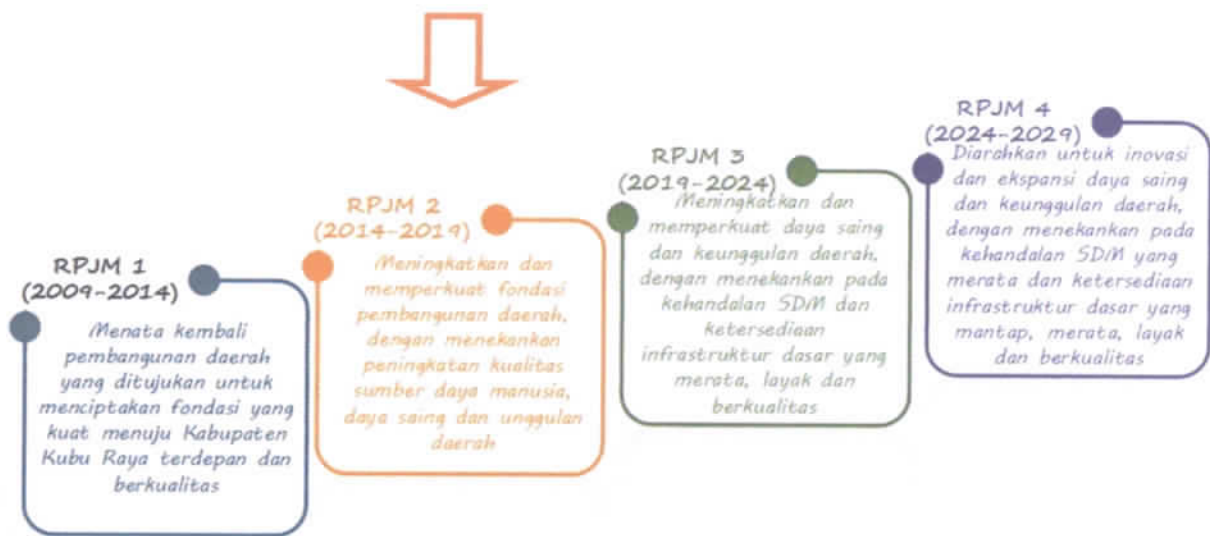 RPJM 1
(2009-2014)
Menata kembali
pembangunan daerah
yang ditujukan untuk
menciptakan fondasi yang
kuat menuju Kabupaten
Kubu Raya terdepan dan
berkualitas
RPJM 2
(2014-2019)
Meningkatkan dan
memperkuat fondasi
pembangunan daerah,
dengan menekankan
peningkatan kualitas
sumber daya manusia,
daya saing dan unggulan
daerah
RPJM 3
(2019-2024)
Meningkatkan dan
memperkuat daya saing
dan keunggulan daerah,
dengan menekankan pada
kehandalan SDM dan
ketersediaan
infrastruktur dasar yang
merata, layak dan
berkualitas
RPJM 4
(2024-2029)
Diarahkan untuk inovasi
dan ekspansi daya saing
dan keunggulan daerah,
dengan menekankan pada
kehandalan SDM yang
merata dan ketersediaan
infrastruktur dasar yang
mantap, merata, layak
dan berkualitas